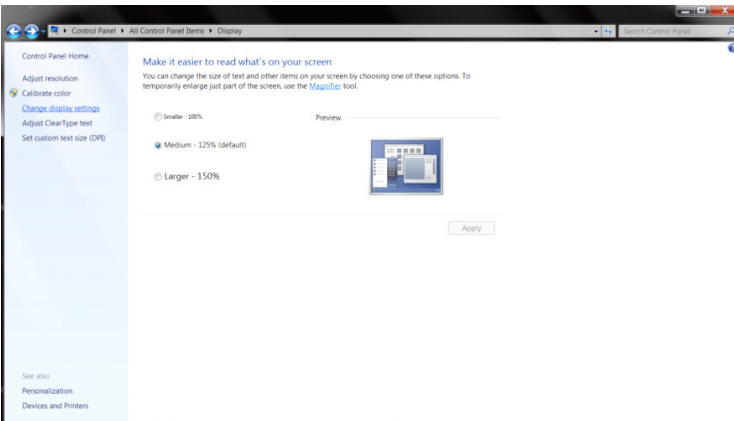 Control Panel ▸ All Control Panel Items ▸ Display
Search Control Panel
Control Panel Home
Adjust resolution
Calibrate color
Change display settings
Adjust ClearType text
Set custom text size (DPI)
Make it easier to read what's on your screen
You can change the size of text and other items on your screen by choosing one of these options. To
temporarily enlarge just part of the screen, use the Magnifier tool.
Smaller - 100%
Preview
Medium - 125% (default)
Larger - 150%
Apply
See also
Personalization
Devices and Printers